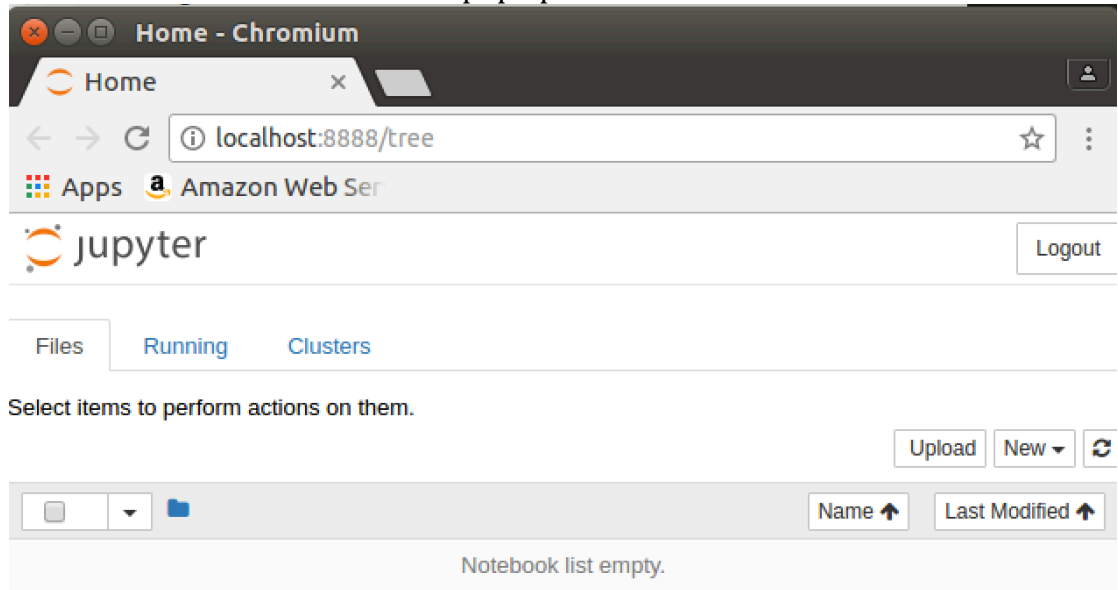 Home - Chromium
Home
localhost:8888/tree
Apps Amazon Web Ser
jupyter
Logout
Files Running Clusters
Select items to perform actions on them.
Upload New
Name Last Modified
Notebook list empty.